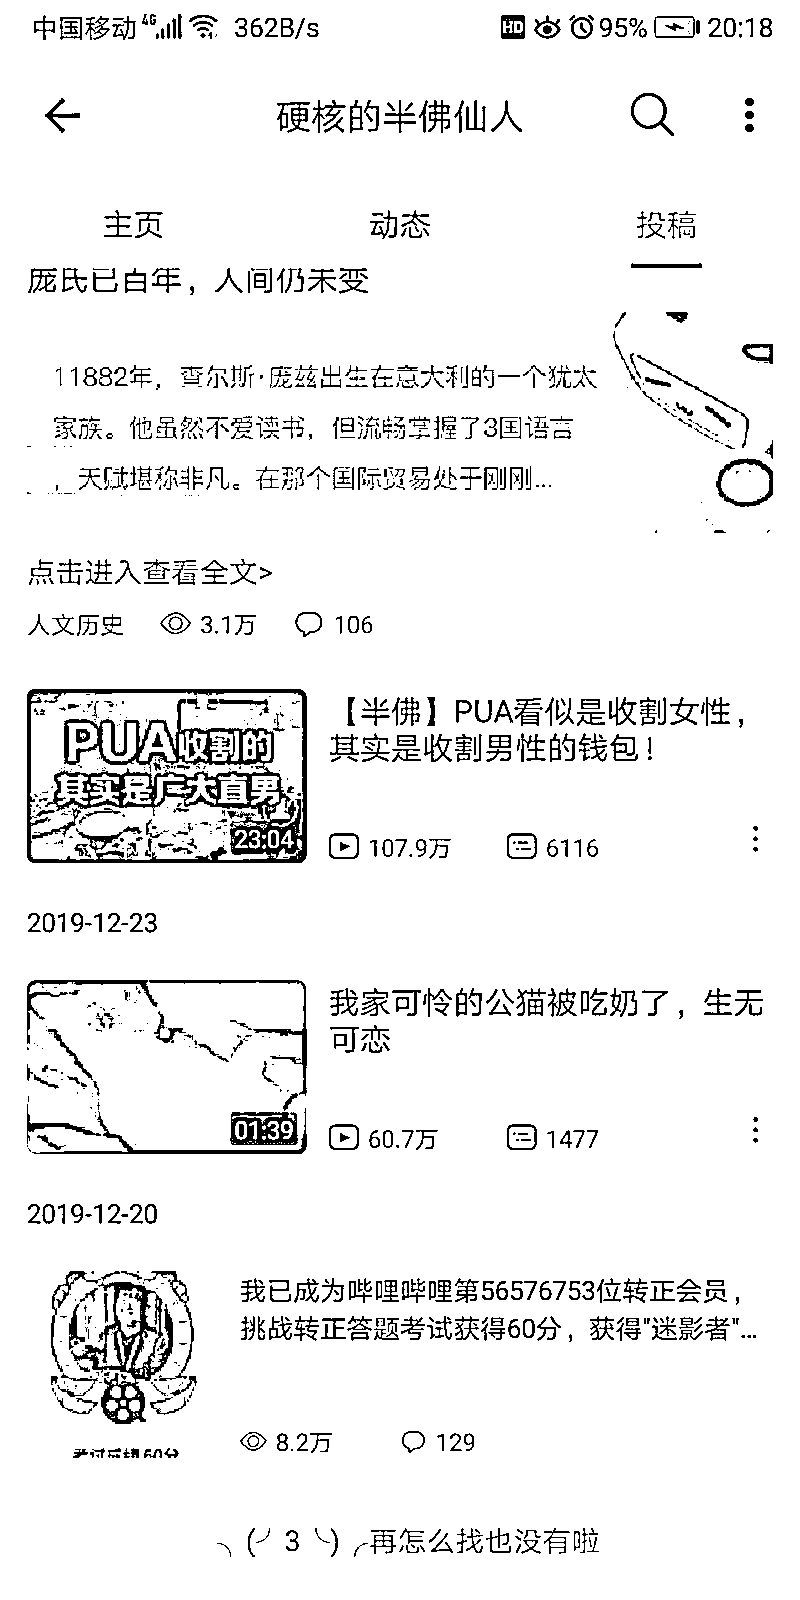 中国移动 4G 362B/s HD 95% 20:18
硬核的半佛仙人
主页 动态 投稿
庞氏已百年，人间仍未变
11882年，查尔斯·庞兹出生在意大利的一个犹太
家族。他虽然不爱读书，但流畅掌握了3国语言
，天赋堪称非凡。在那个国际贸易处于刚刚...
点击进入查看全文>
人文历史 3.1万 106
PUA收割的
其实是广大直男
23:04
【半佛】PUA看似是收割女性，
其实是收割男性的钱包！
107.9万 6116
2019-12-23
01:39
我家可怜的公猫被吃奶了，生无
可恋
60.7万 1477
2019-12-20
我已成为哔哩哔哩第56576753位转正会员，
挑战转正答题考试获得60分，获得"迷影者"...
考试成绩60分
8.2万 129
╮(╯3╰)╭再怎么找也没有啦